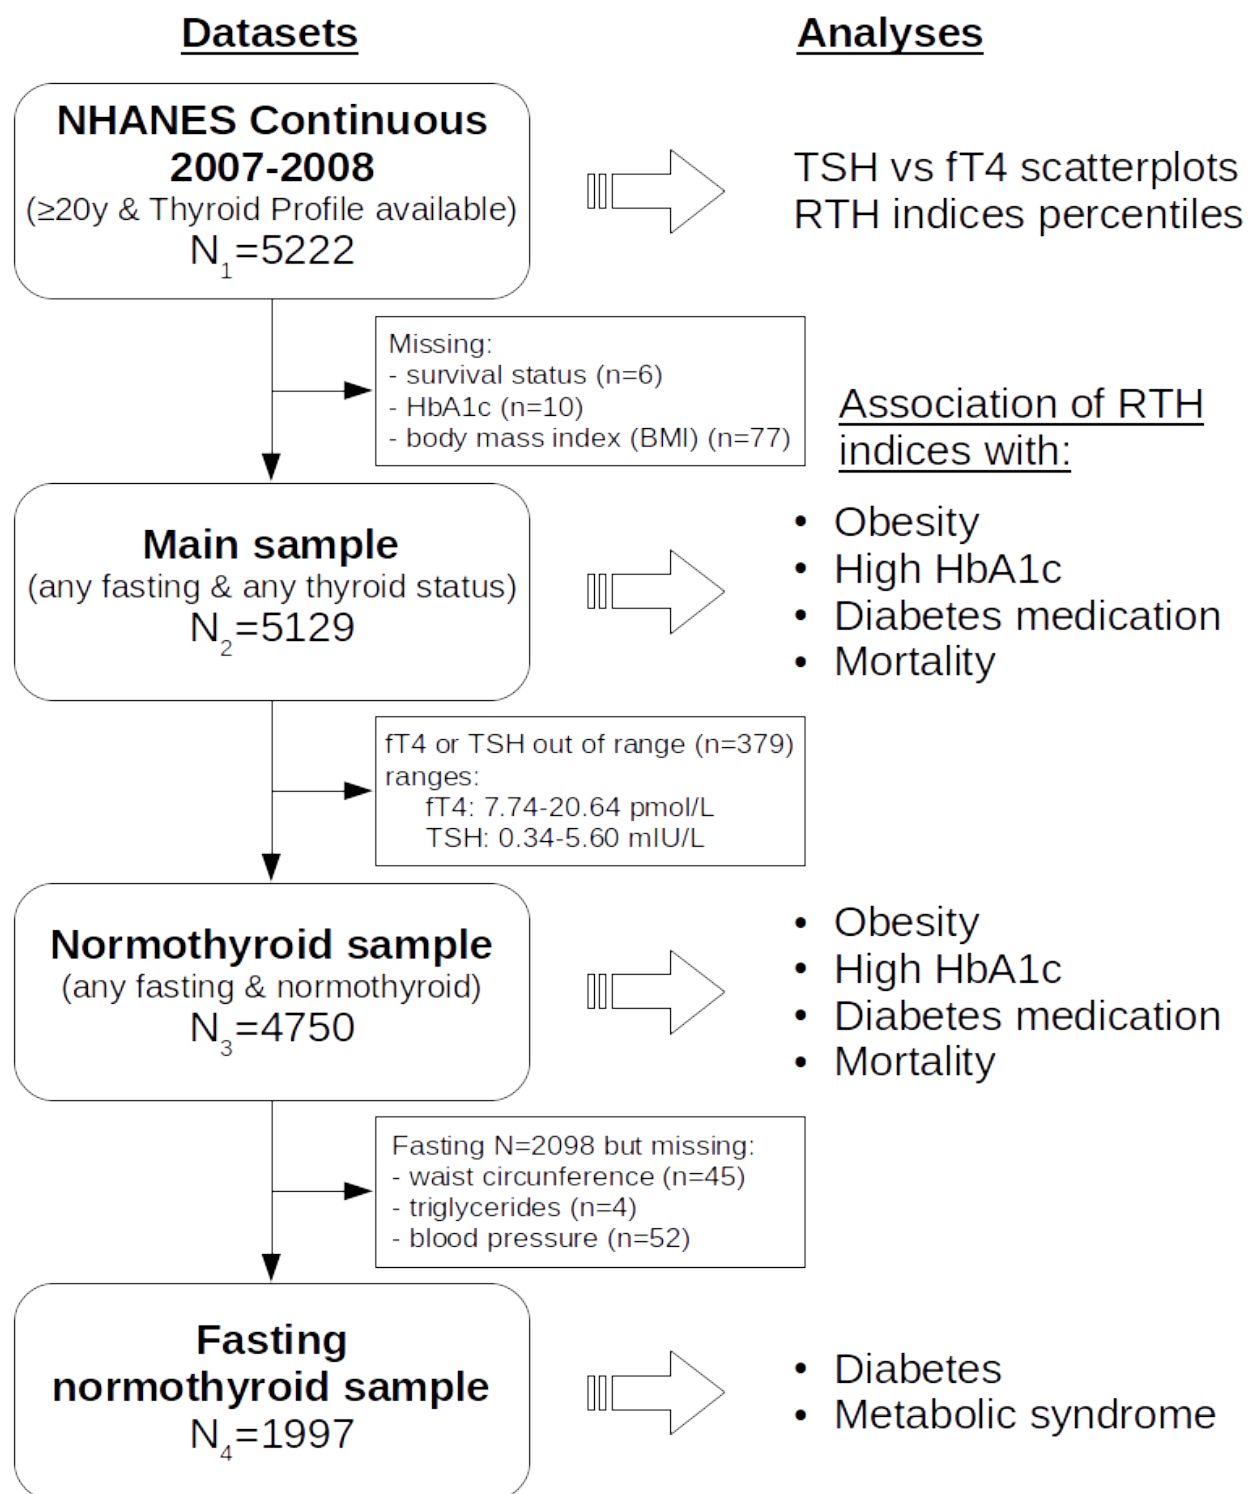 Datasets
Analyses
NHANES Continuous
2007-2008
(≥20y & Thyroid Profile available)
N1=5222
TSH vs fT4 scatterplots
RTH indices percentiles
Missing:
- survival status (n=6)
- HbA1c (n=10)
- body mass index (BMI) (n=77)
Association of RTH
indices with:
Main sample
(any fasting & any thyroid status)
N2=5129
• Obesity
• High HbA1c
• Diabetes medication
• Mortality
fT4 or TSH out of range (n=379)
ranges:
fT4: 7.74-20.64 pmol/L
TSH: 0.34-5.60 mIU/L
Normothyroid sample
(any fasting & normothyroid)
N3=4750
• Obesity
• High HbA1c
• Diabetes medication
• Mortality
Fasting N=2098 but missing:
- waist circunference (n=45)
- triglycerides (n=4)
- blood pressure (n=52)
Fasting
normothyroid sample
N4=1997
• Diabetes
• Metabolic syndrome